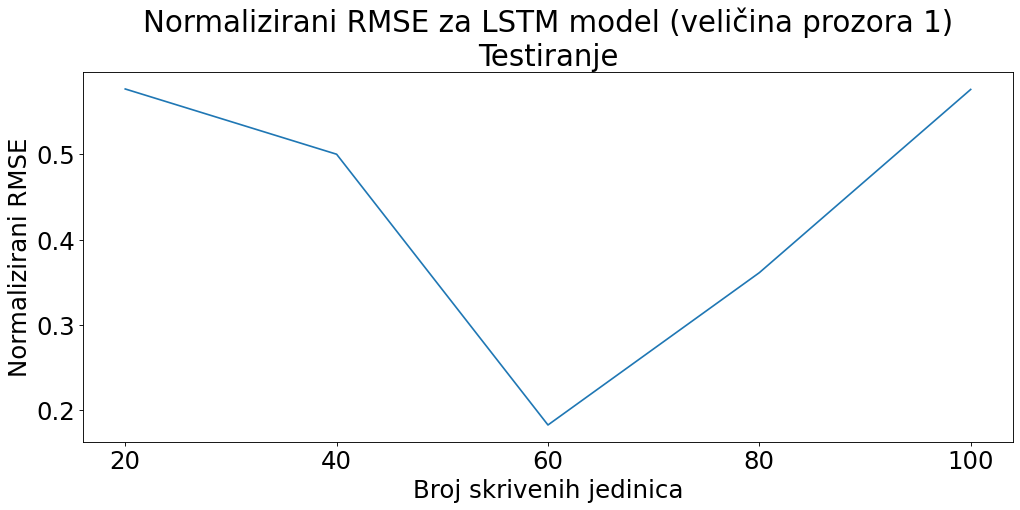 Normalizirani RMSE za LSTM model (veličina prozora 1)
Testiranje
Normalizirani RMSE
0.5
0.4
0.3
0.2
20 40 60 80 100
Broj skrivenih jedinica